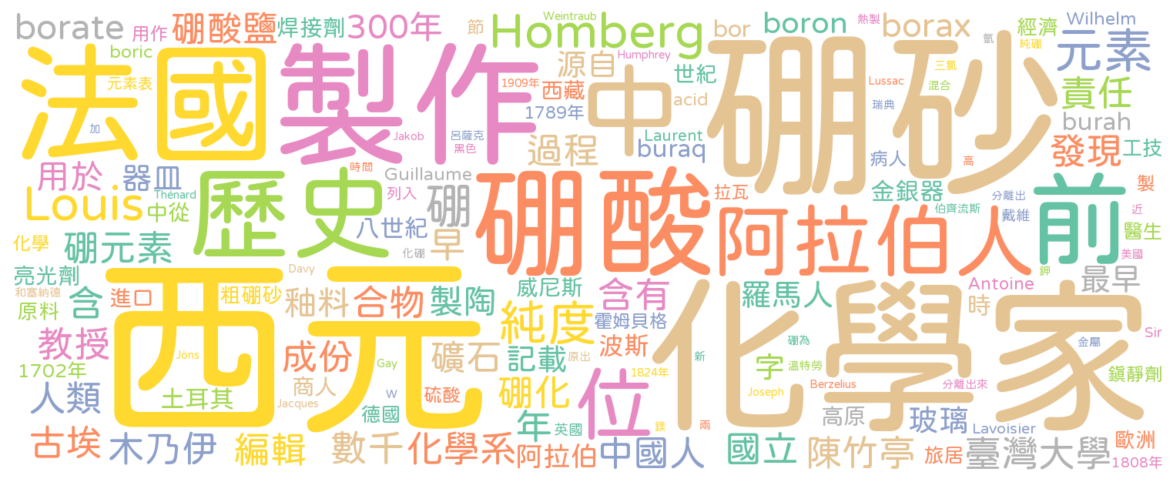 borate 用作 硼酸鹽 焊接劑 300年 節 Weintraub Homberg bor boron borax 熱製 經濟 Wilhelm
boric 元素表 源自 Humphrey 世紀 氫 純硼 三氧 元素
法國 製作 1909年 西藏 中 acid 硼砂 Lussac 混合 責任
加 Jakob 呂薩克 黑色 1789年 Laurent 瑞典 burah
用於 器皿 過程 buraq 病人 發現 工技
Louis Thenard 歷史 時間 Guillaume 列入 硼酸 拉瓦 金銀器 分離出 前 製
中從 八世紀 硼 阿拉伯人 伯齊流斯 戴維 近 醫生
化學 硼元素 早 化硼 美國
亮光劑 Davy 威尼斯 含有 羅馬人 鉀 最早
和塞納德 含 進口 粗硼砂 釉料 合物 製陶 Antoine 時
原料 西元 純度 霍姆貝格 化學家 Sir
教授 Jöns Gay 成份 礦石 記載 原出 波斯 新 硼為 金屬
1702年 商人 1824年 字 溫特勞 鎮靜劑
人類 土耳其 Jacques W 硫酸 硼化 位 Joseph Berzelius 分離出來
德國 年 英國 鎂 兩 高 高原 玻璃 Lavoisier
古埃 木乃伊 編輯 數千 化學系 阿拉伯 中國人 國立 陳竹亭 旅居 臺灣大學 歐洲 1808年